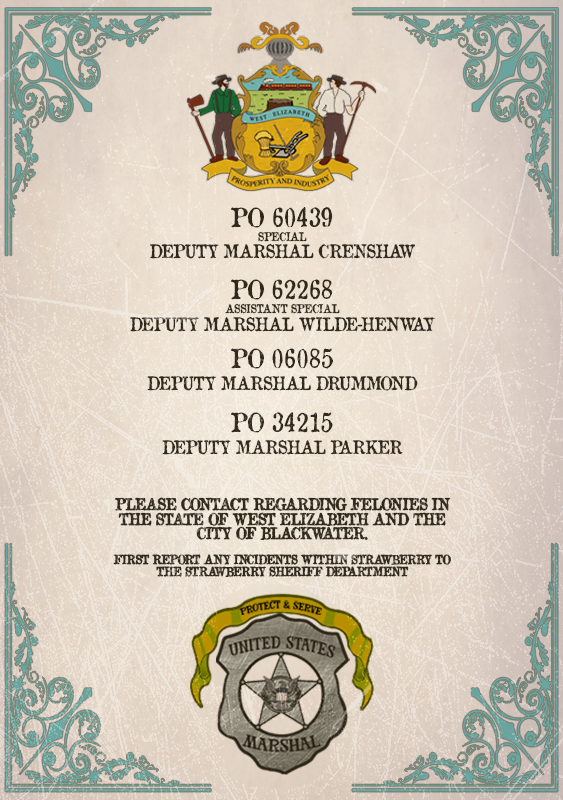 WEST ELIZABETH
PROSPERITY AND INDUSTRY
PO 60439
SPECIAL
DEPUTY MARSHAL CRENSHAW
PO 62268
ASSISTANT SPECIAL
DEPUTY MARSHAL WILDE-HENWAY
PO 06085
DEPUTY MARSHAL DRUMMOND
PO 34215
DEPUTY MARSHAL PARKER
PLEASE CONTACT REGARDING FELONIES IN
THE STATE OF WEST ELIZABETH AND THE
CITY OF BLACKWATER.
FIRST REPORT ANY INCIDENTS WITHIN STRAWBERRY TO
THE STRAWBERRY SHERIFF DEPARTMENT
PROTECT & SERVE
UNITED STATES
MARSHAL